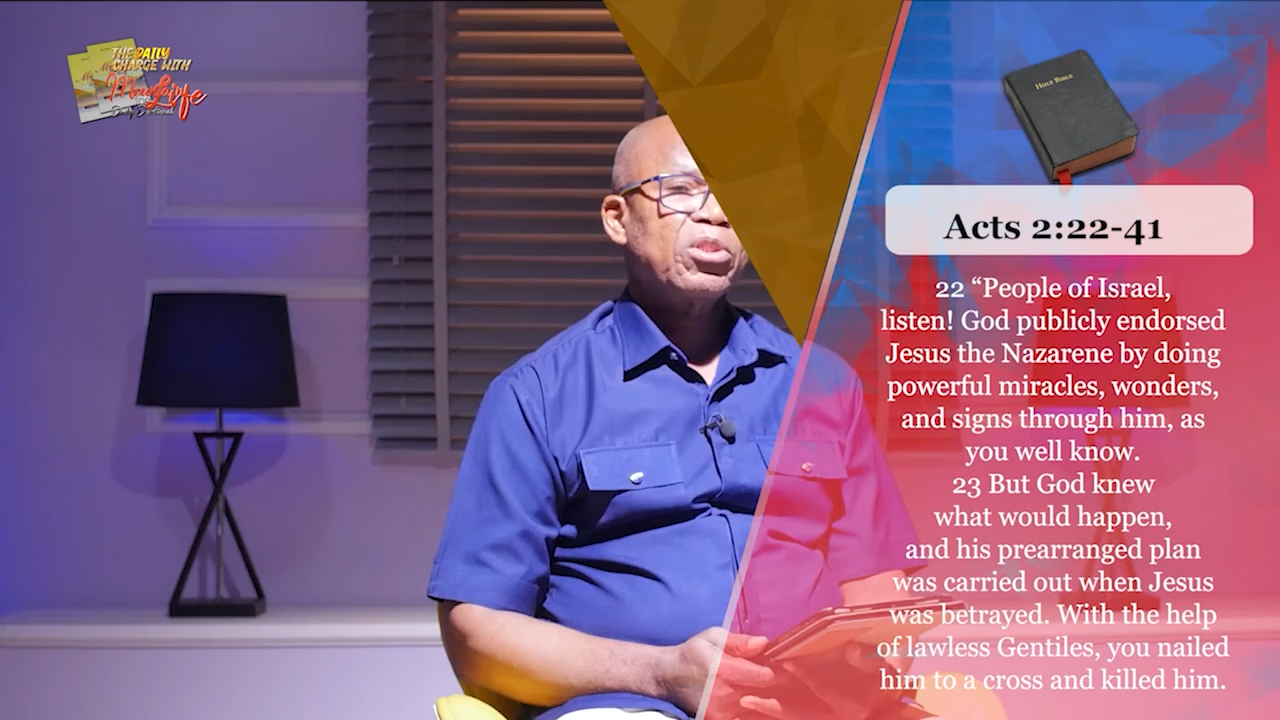 THE DAILY
CHARGE WITH
Life
Daily Devotional
HOLY BIBLE
Acts 2:22-41
22 “People of Israel,
listen! God publicly endorsed
Jesus the Nazarene by doing
powerful miracles, wonders,
and signs through him, as
you well know.
23 But God knew
what would happen,
and his prearranged plan
was carried out when Jesus
was betrayed. With the help
of lawless Gentiles, you nailed
him to a cross and killed him.